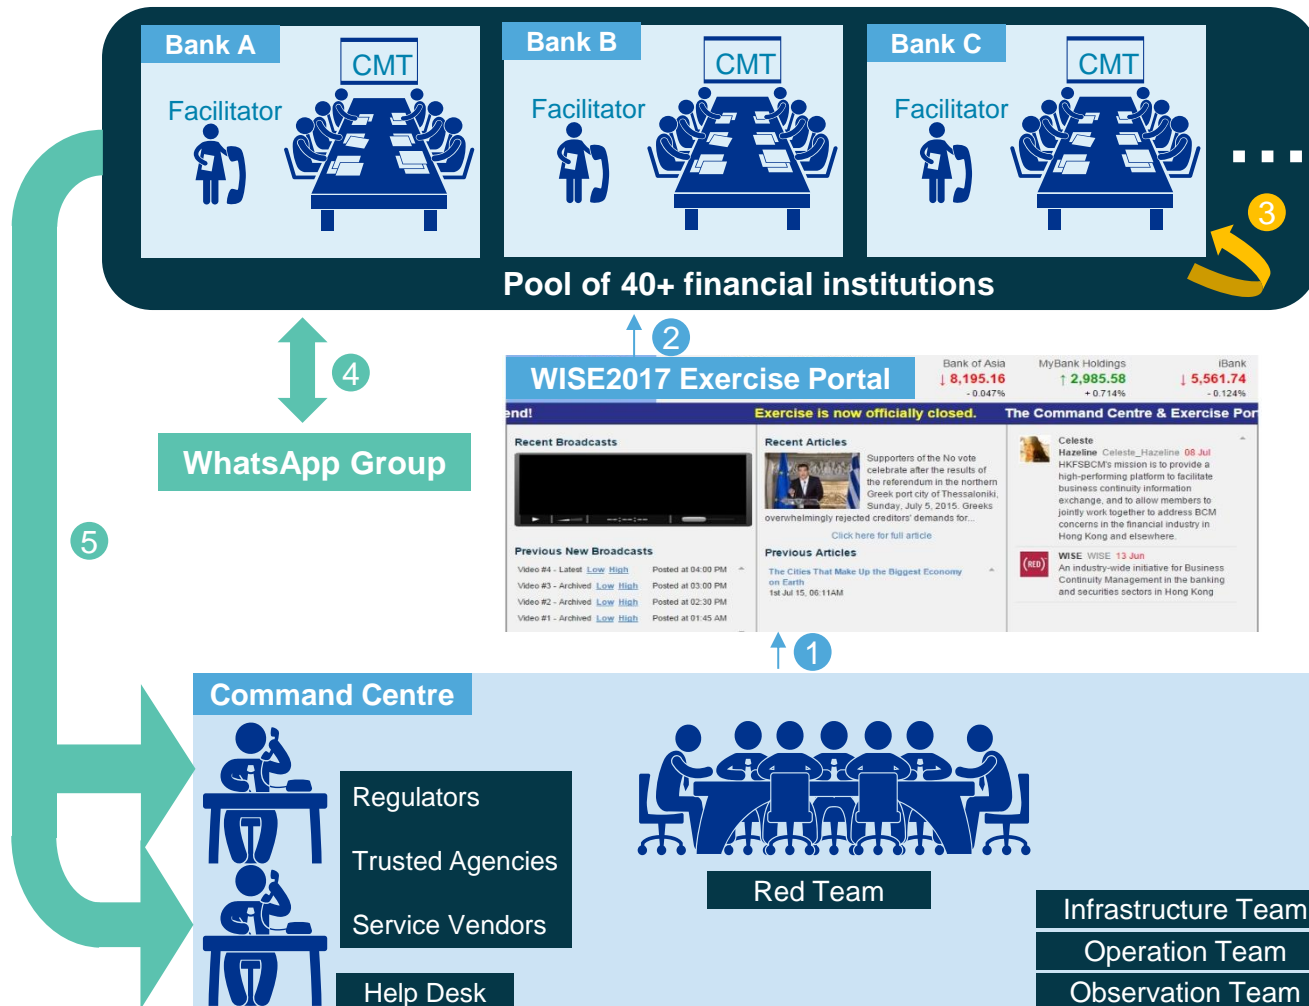 Bank A
CMT
Facilitator
Bank B
CMT
Facilitator
Bank C
CMT
Facilitator
....
3
Pool of 40+ financial institutions
4
2
WhatsApp Group
5
WISE2017 Exercise Portal
Bank of Asia
↓ 8,195.16
- 0.047%
MyBank Holdings
↑ 2,985.58
+ 0.714%
iBank
↓ 5,561.74
- 0.124%
end!
Exercise is now officially closed.
The Command Centre & Exercise Por
Recent Broadcasts
Previous New Broadcasts
Video #4 - Latest Low High Posted at 04:00 PM
Video #3 - Archived Low High Posted at 03:00 PM
Video #2 - Archived Low High Posted at 02:30 PM
Video #1 - Archived Low High Posted at 01:45 AM
Recent Articles
Supporters of the No vote
celebrate after the results of
the referendum in the northern
Greek port city of Thessaloniki,
Sunday, July 5, 2015. Greeks
overwhelmingly rejected creditors' demands for...
Click here for full article
Previous Articles
The Cities That Make Up the Biggest Economy
on Earth
1st Jul 15, 06:11AM
Celeste
Hazeline Celeste_Hazeline 08 Jul
HKFSBCM's mission is to provide a
high-performing platform to facilitate
business continuity information
exchange, and to allow members to
jointly work together to address BCM
concerns in the financial industry in
Hong Kong and elsewhere.
(RED)
WISE WISE 13 Jun
An industry-wide initiative for Business
Continuity Management in the banking
and securities sectors in Hong Kong
1
Command Centre
Regulators
Trusted Agencies
Service Vendors
Help Desk
Red Team
Infrastructure Team
Operation Team
Observation Team